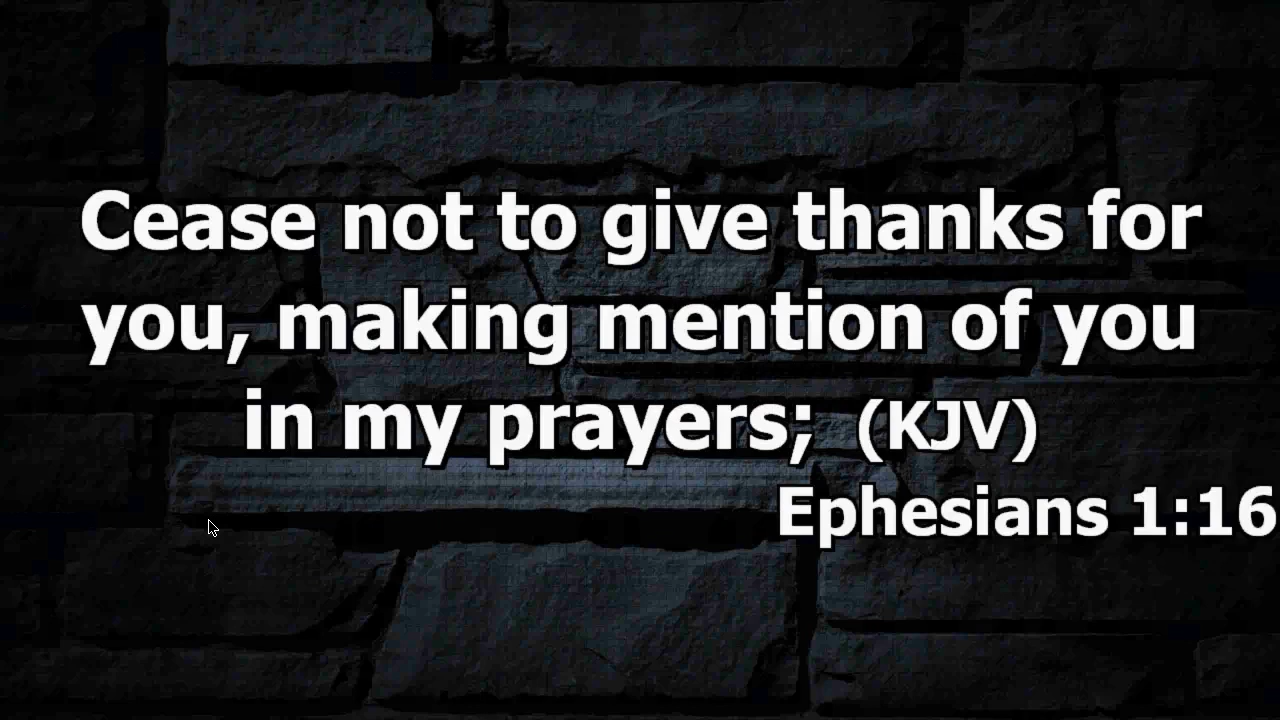 Cease not to give thanks for
you, making mention of you
in my prayers; (KJV)
Ephesians 1:16